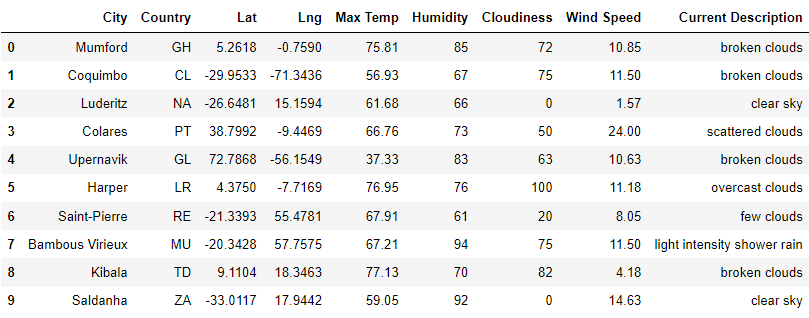 City Country Lat Lng Max Temp Humidity Cloudiness Wind Speed Current Description
0 Mumford GH 5.2618 -0.7590 75.81 85 72 10.85 broken clouds
1 Coquimbo CL -29.9533 -71.3436 56.93 67 75 11.50 broken clouds
2 Luderitz NA -26.6481 15.1594 61.68 66 0 1.57 clear sky
3 Colares PT 38.7992 -9.4469 66.76 73 50 24.00 scattered clouds
4 Upernavik GL 72.7868 -56.1549 37.33 83 63 10.63 broken clouds
5 Harper LR 4.3750 -7.7169 76.95 76 100 11.18 overcast clouds
6 Saint-Pierre RE -21.3393 55.4781 67.91 61 20 8.05 few clouds
7 Bambous Virieux MU -20.3428 57.7575 67.21 94 75 11.50 light intensity shower rain
8 Kibala TD 9.1104 18.3463 77.13 70 82 4.18 broken clouds
9 Saldanha ZA -33.0117 17.9442 59.05 92 0 14.63 clear sky